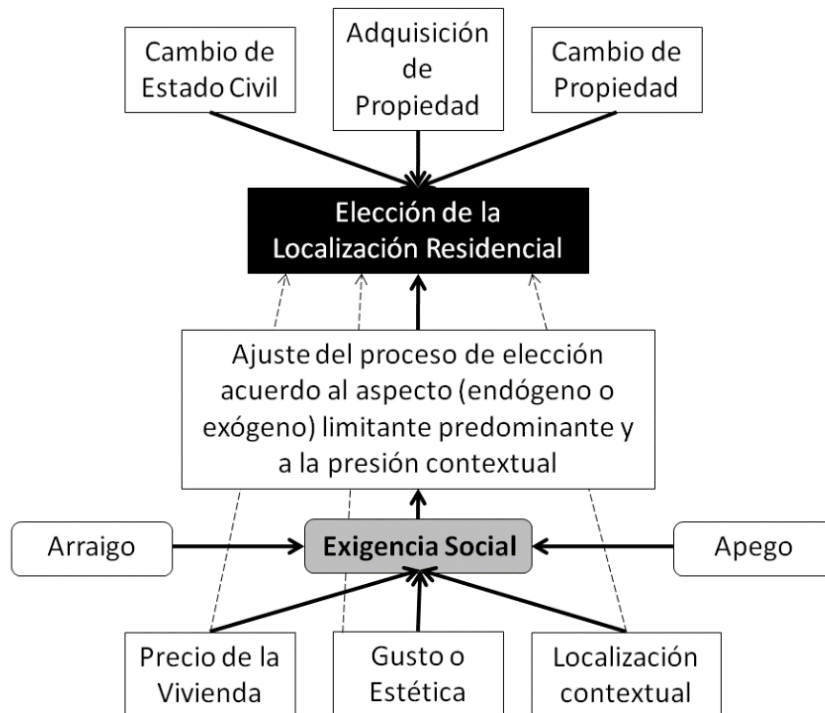 Cambio de
Estado Civil
Adquisición
de
Propiedad
Cambio de
Propiedad
Elección de la
Localización Residencial
Ajuste del proceso de elección
acuerdo al aspecto (endógeno o
exógeno) limitante predominante y
a la presión contextual
Arraigo
Exigencia Social
Apego
Precio de la
Vivienda
Gusto o
Estética
Localización
contextual